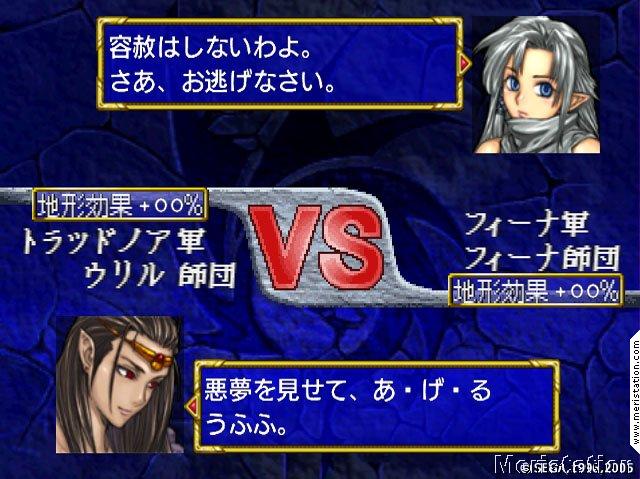 容赦はしないわよ。
さあ、お逃げなさい。
地形効果+00%
トラッドノア軍
ウリル 師団
VS
フィーナ軍
フィーナ師団
地形効果+00%
悪夢を見せて、あ・げ・る
うふふ。
www.meristation.com
Meristation
©SEGA,1996,2005